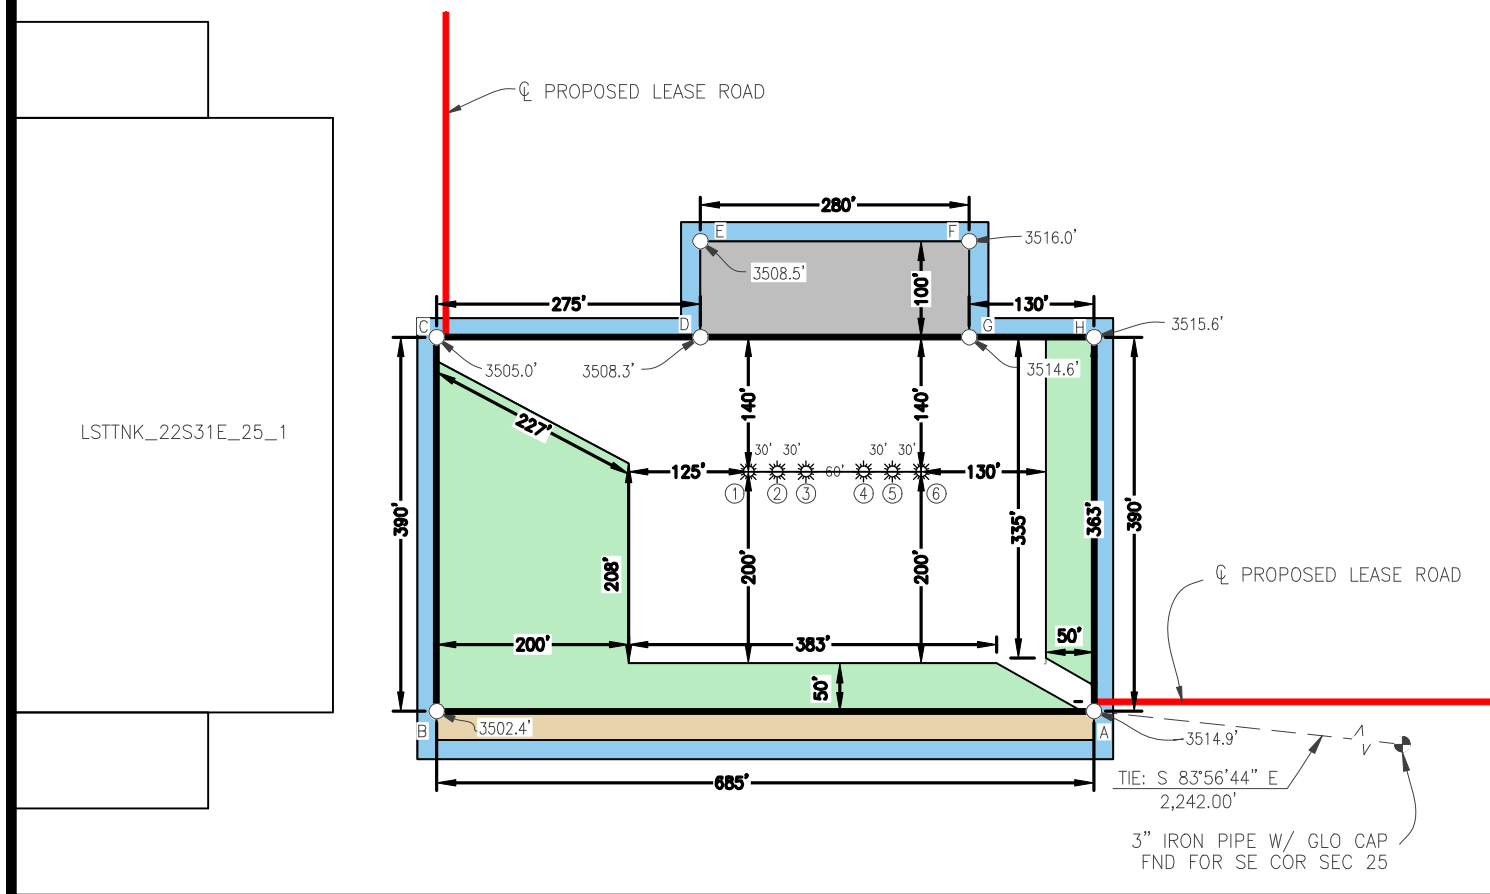 ℄ PROPOSED LEASE ROAD
280'
E
F
3516.0'
3508.5'
100'
275'
130'
C
D
G
H
3515.6'
3505.0'
3508.3'
3514.6'
140'
140'
227'
LSTTNK_22S31E_25_1
30' 30'
30' 30'
125'
60'
130'
1 2 3 4 5 6
390'
335'
363'
390'
208'
200'
200'
℄ PROPOSED LEASE ROAD
200'
383'
50'
50'
B
3502.4'
A
3514.9'
685'
TIE: S 83°56'44" E
2,242.00'
3" IRON PIPE W/ GLO CAP
FND FOR SE COR SEC 25